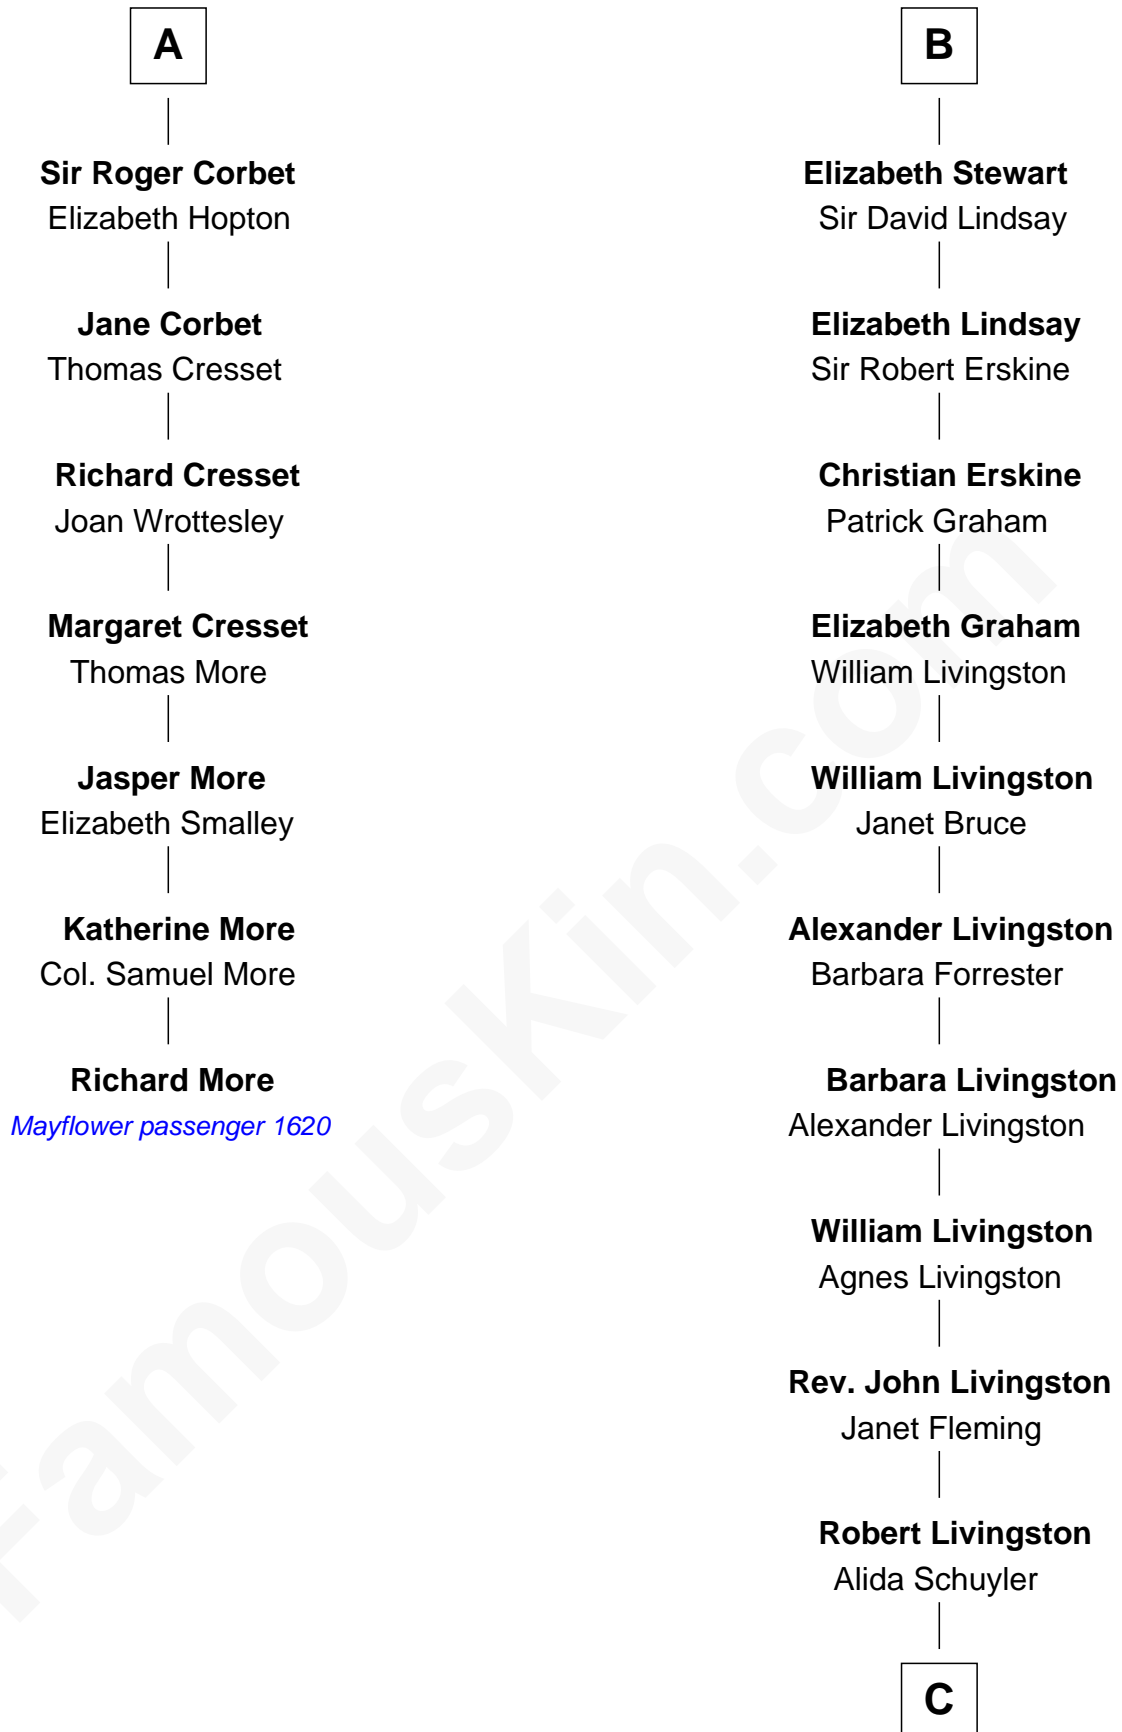 A
Sir Roger Corbet
Elizabeth Hopton
Jane Corbet
Thomas Cresset
Richard Cresset
Joan Wrottesley
Margaret Cresset
Thomas More
Jasper More
Elizabeth Smalley
Katherine More
Col. Samuel More
Richard More
Mayflower passenger 1620
B
Elizabeth Stewart
Sir David Lindsay
Elizabeth Lindsay
Sir Robert Erskine
Christian Erskine
Patrick Graham
Elizabeth Graham
William Livingston
William Livingston
Janet Bruce
Alexander Livingston
Barbara Forrester
Barbara Livingston
Alexander Livingston
William Livingston
Agnes Livingston
Rev. John Livingston
Janet Fleming
Robert Livingston
Alida Schuyler
C
FamousKin.com